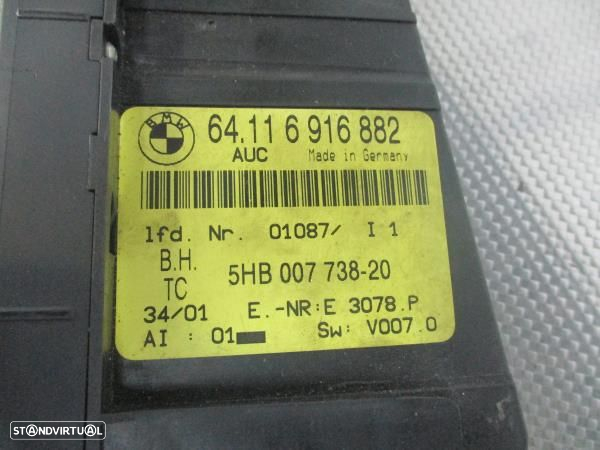 BMW 64.11 6 916 882
AUC Made in Germany
lfd. Nr. 01087/ I 1
B.H. 5HB 007 738-20
TC
34/01 E.-NR:E 3078.P
AI : 01 Sw: V007.0
STANDVIRTUAL